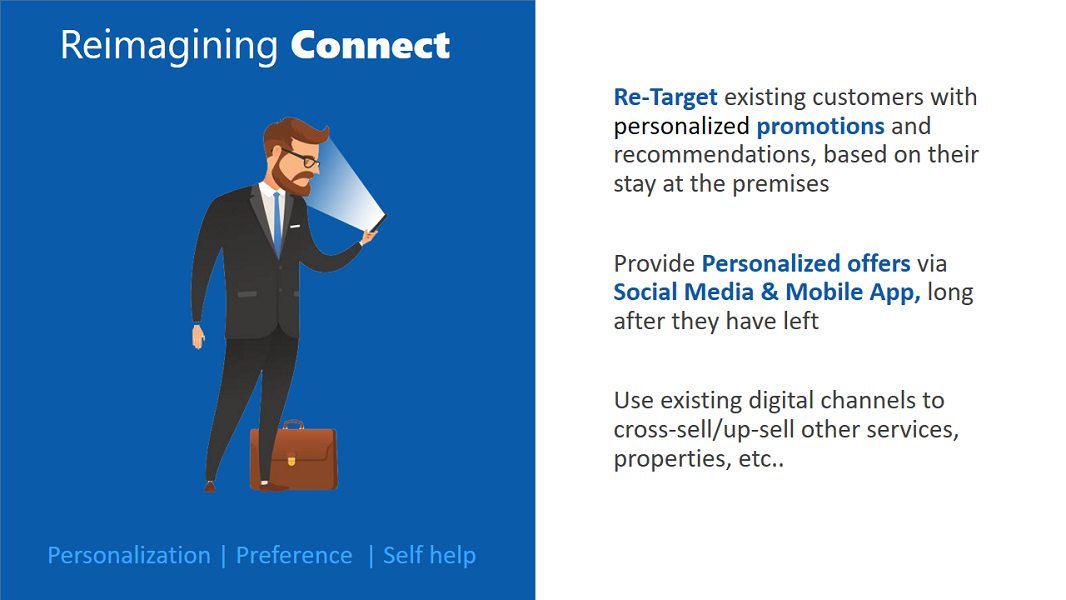 Reimagining Connect
Re-Target existing customers with
personalized promotions and
recommendations, based on their
stay at the premises
Provide Personalized offers via
Social Media & Mobile App, long
after they have left
Use existing digital channels to
cross-sell/up-sell other services,
properties, etc..
Personalization | Preference | Self help